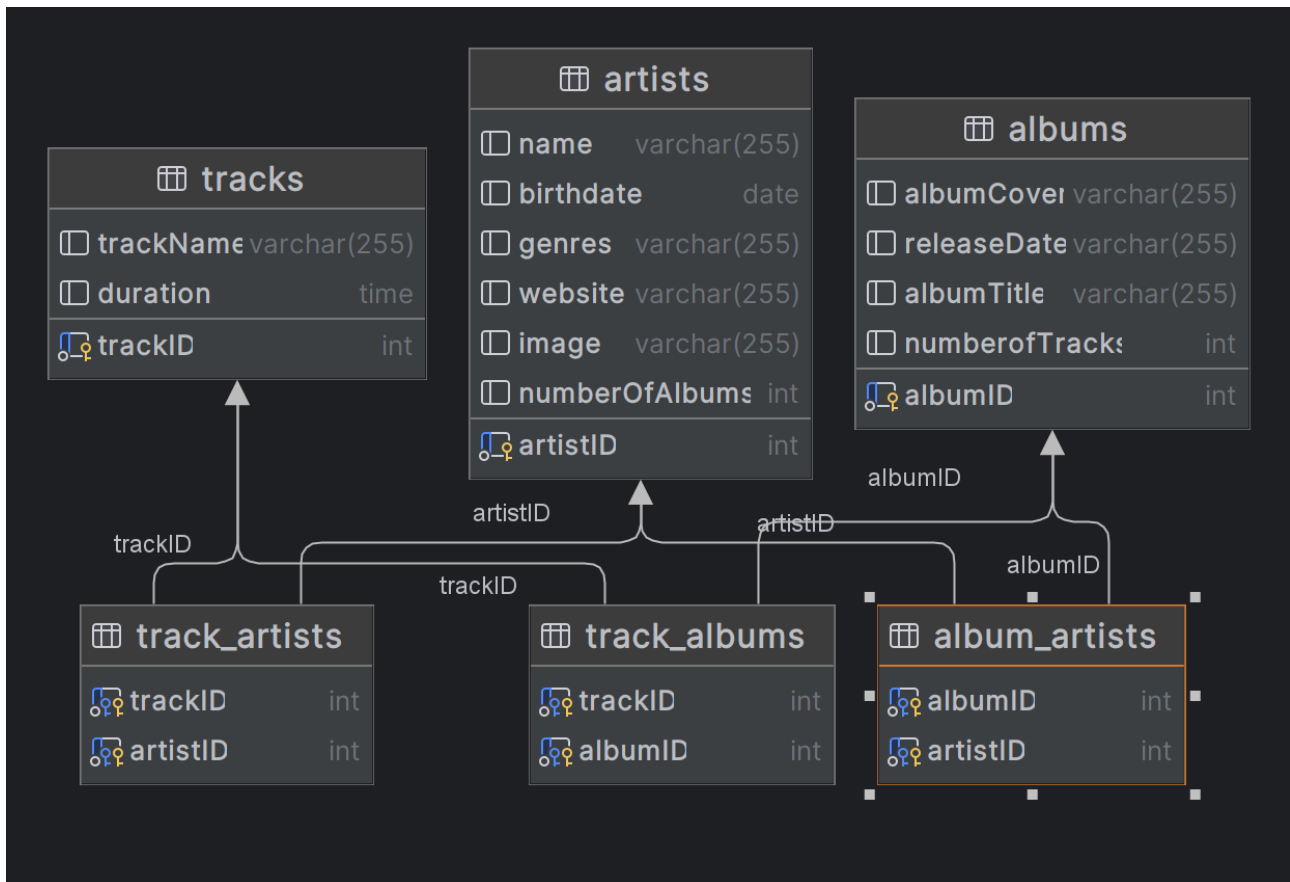 artists
name varchar(255)
birthdate date
genres varchar(255)
website varchar(255)
image varchar(255)
numberOfAlbums int
artistID int
albums
albumCover varchar(255)
releaseDate varchar(255)
albumTitle varchar(255)
numberofTracks int
albumID int
tracks
trackName varchar(255)
duration time
trackID int
albumID
artistID
artistID
trackID
albumID
trackID
track_artists
trackID int
artistID int
track_albums
trackID int
albumID int
album_artists
albumID int
artistID int